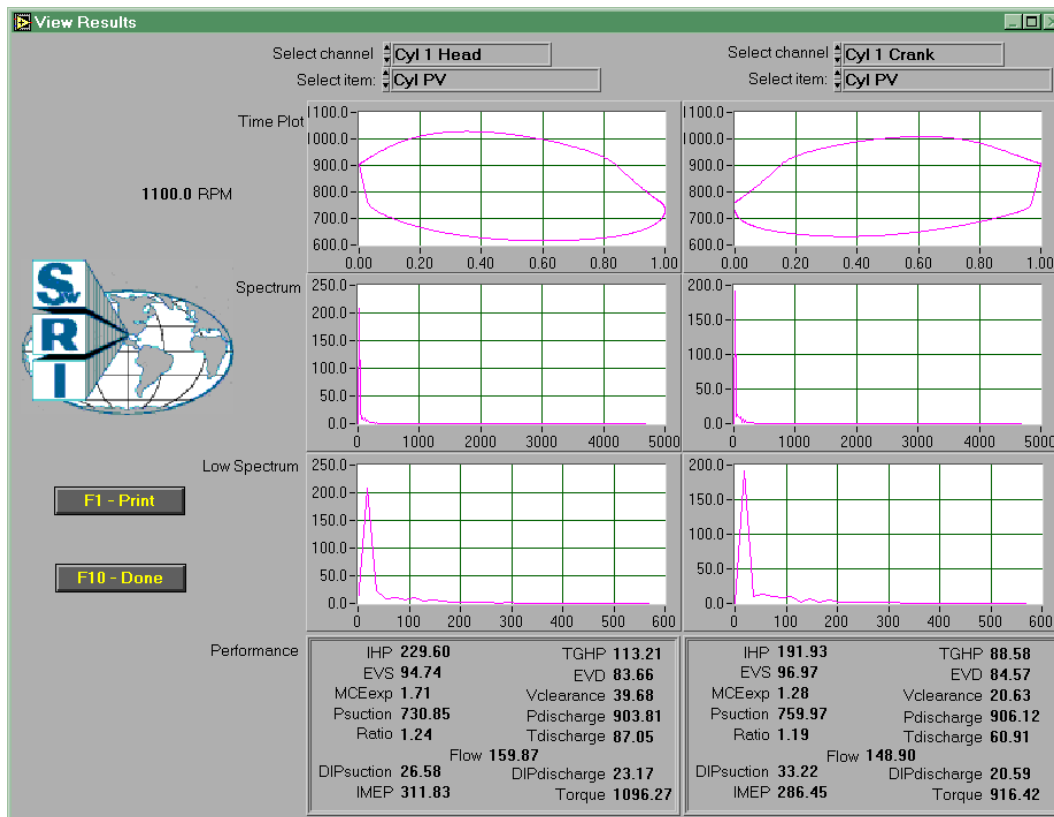 View Results
Select channel Cyl 1 Head
Select item: Cyl PV
Select channel Cyl 1 Crank
Select item: Cyl PV
Time Plot
1100.0 RPM
1100.0
1000.0
900.0
800.0
700.0
600.0
0.00 0.20 0.40 0.60 0.80 1.00
1100.0
1000.0
900.0
800.0
700.0
600.0
0.00 0.20 0.40 0.60 0.80 1.00
SwRI
Spectrum
250.0
200.0
150.0
100.0
50.0
0.0
0 1000 2000 3000 4000 5000
200.0
150.0
100.0
50.0
0.0
0 1000 2000 3000 4000 5000
Low Spectrum
250.0
200.0
150.0
100.0
50.0
0.0
0 100 200 300 400 500 600
200.0
150.0
100.0
50.0
0.0
0 100 200 300 400 500 600
F1 - Print
F10 - Done
Performance
IHP 229.60 TGHP 113.21
EVS 94.74 EVD 83.66
MCEexp 1.71 Vclearance 39.68
Psuction 730.85 Pdischarge 903.81
Ratio 1.24 Tdischarge 87.05
Flow 159.87
DIPsuction 26.58 DIPdischarge 23.17
IMEP 311.83 Torque 1096.27
IHP 191.93 TGHP 88.58
EVS 96.97 EVD 84.57
MCEexp 1.28 Vclearance 20.63
Psuction 759.97 Pdischarge 906.12
Ratio 1.19 Tdischarge 60.91
Flow 148.90
DIPsuction 33.22 DIPdischarge 20.59
IMEP 286.45 Torque 916.42